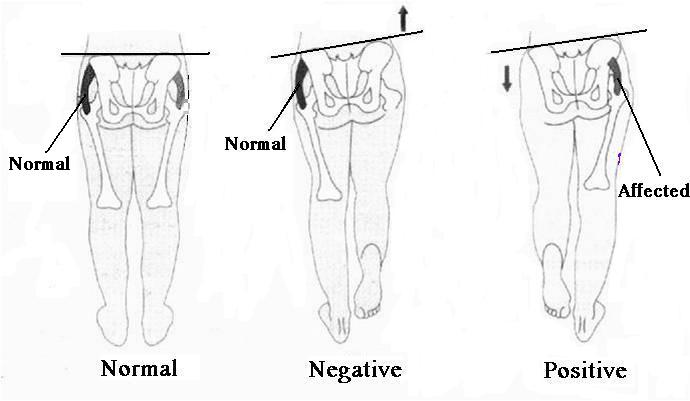 Normal
Normal
Affected
Normal
Negative
Positive